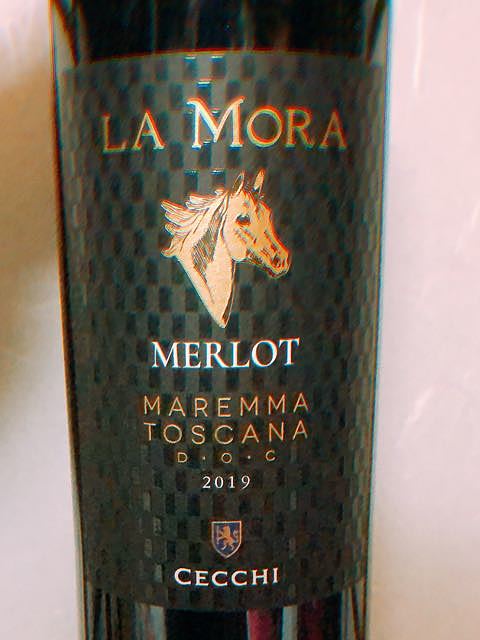 LA MORA
MERLOT
MAREMMA
TOSCANA
D·O·C
2019
CECCHI